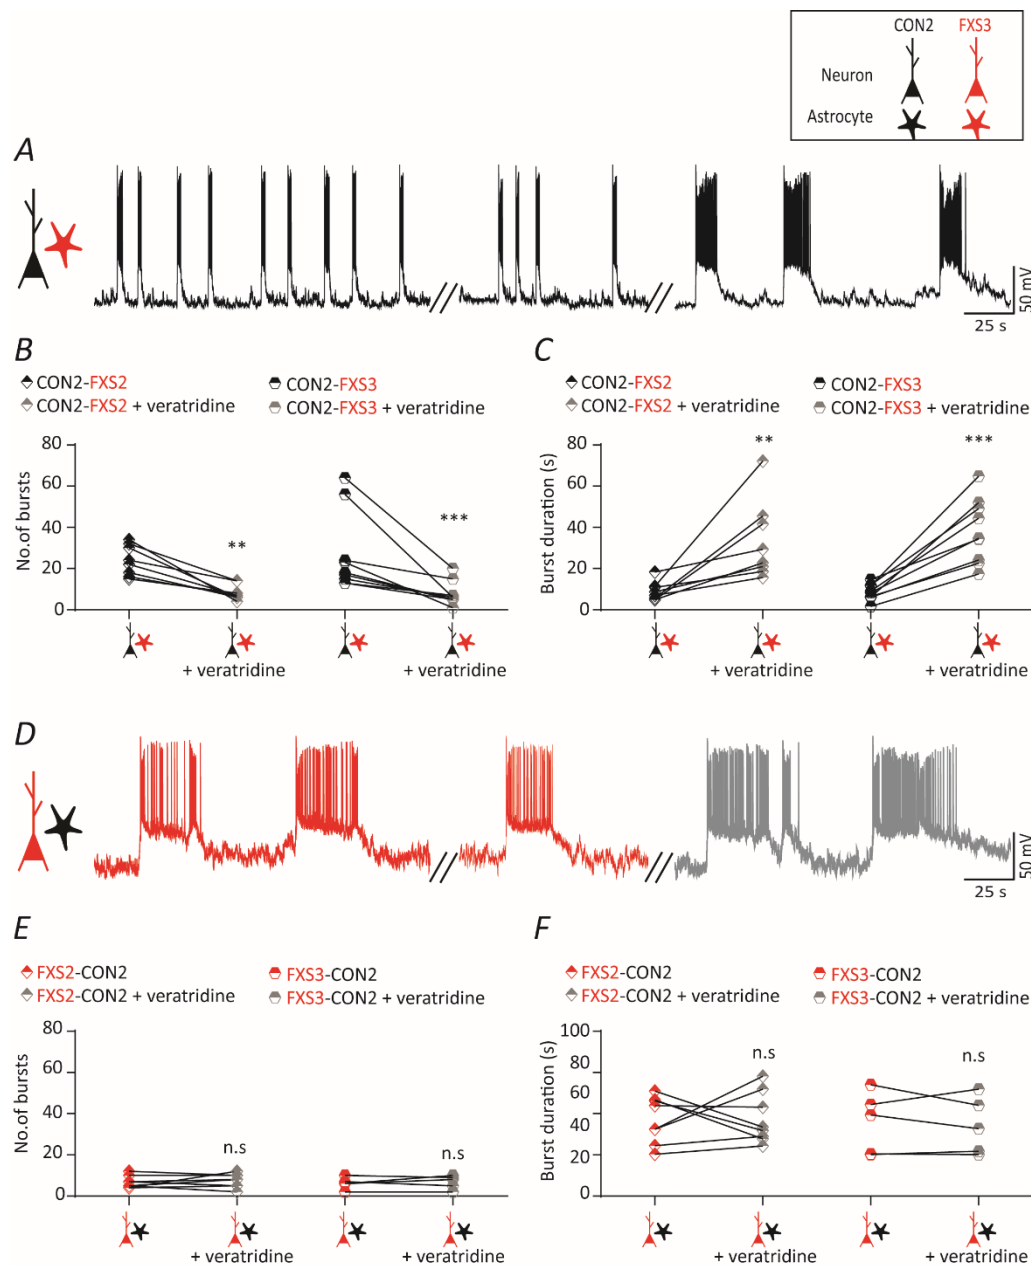 CON2 FXS3
Neuron
Astrocyte
A
50 mV
25 s
B
CON2-FXS2 CON2-FXS3
CON2-FXS2 + veratridine CON2-FXS3 + veratridine
80
60
40
20
0
No.of bursts
** ***
+ veratridine + veratridine
C
CON2-FXS2 CON2-FXS3
CON2-FXS2 + veratridine CON2-FXS3 + veratridine
80
60
40
20
0
Burst duration (s)
** ***
+ veratridine + veratridine
D
50 mV
25 s
E
FXS2-CON2 FXS3-CON2
FXS2-CON2 + veratridine FXS3-CON2 + veratridine
80
60
40
20
0
No.of bursts
n.s n.s
+ veratridine + veratridine
F
FXS2-CON2 FXS3-CON2
FXS2-CON2 + veratridine FXS3-CON2 + veratridine
100
80
60
40
20
0
Burst duration (s)
n.s n.s
+ veratridine + veratridine